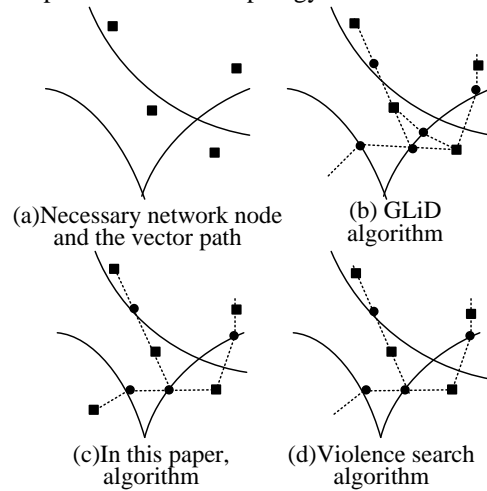 (a)Necessary network node
and the vector path
(b) GLiD
algorithm
(c)In this paper,
algorithm
(d)Violence search
algorithm